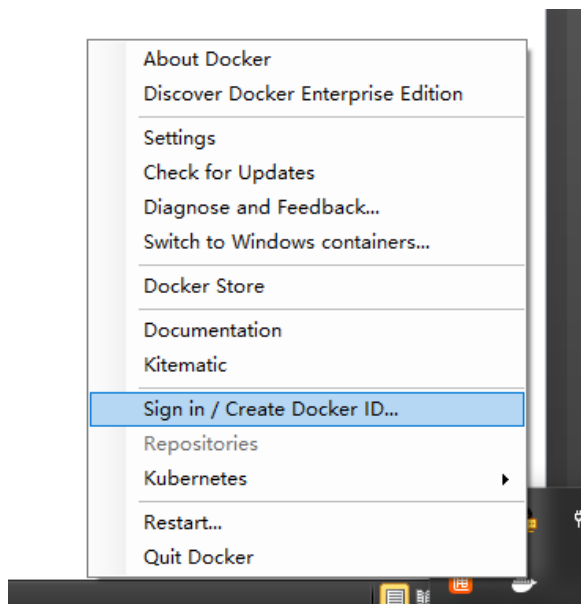 About Docker
Discover Docker Enterprise Edition
Settings
Check for Updates
Diagnose and Feedback...
Switch to Windows containers...
Docker Store
Documentation
Kitematic
Sign in / Create Docker ID...
Repositories
Kubernetes
Restart...
Quit Docker